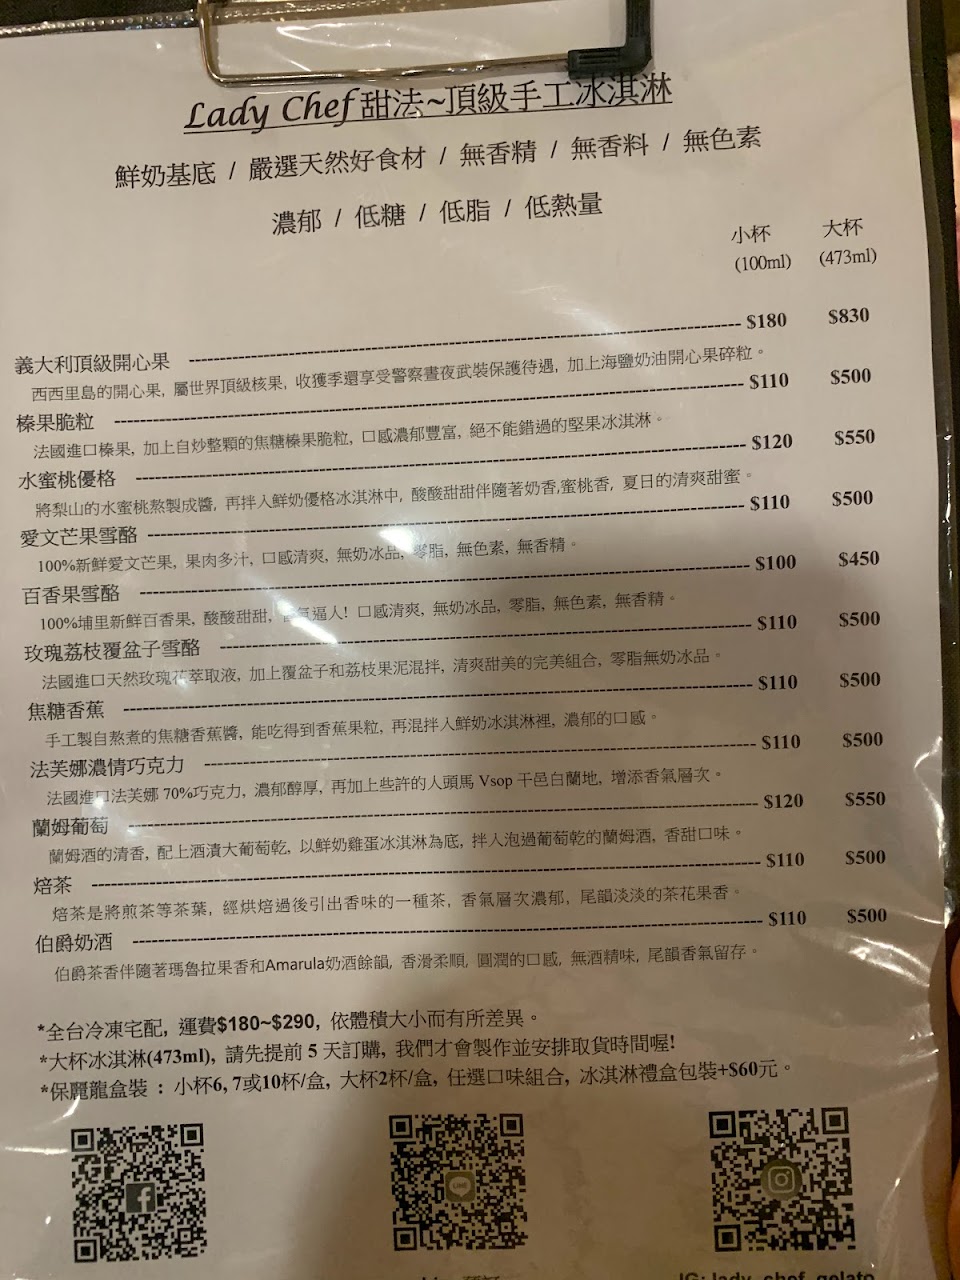 Lady Chef 甜法~頂級手工冰淇淋
鮮奶基底 / 嚴選天然好食材 / 無香精 / 無香料 / 無色素
濃郁 / 低糖 / 低脂 / 低熱量
小杯 大杯
(100ml) (473ml)
義大利頂級開心果 $180 $830
西西里島的開心果, 屬世界頂級核果, 收獲季還享受警察晝夜武裝保護待遇, 加上海鹽奶油開心果碎粒。
榛果脆粒 $110 $500
法國進口榛果, 加上自炒整顆的焦糖榛果脆粒, 口感濃郁豐富, 絕不能錯過的堅果冰淇淋。
水蜜桃優格 $120 $550
將梨山的水蜜桃熬製成醬, 再拌入鮮奶優格冰淇淋中, 酸酸甜甜伴隨著奶香,蜜桃香, 夏日的清爽甜蜜。
愛文芒果雪酪 $110 $500
100%新鮮愛文芒果, 果肉多汁, 口感清爽, 無奶冰品, 零脂, 無色素, 無香精。
百香果雪酪 $100 $450
100%埔里新鮮百香果, 酸酸甜甜, 氣逼人! 口感清爽, 無奶冰品, 零脂, 無色素, 無香精。
玫瑰荔枝覆盆子雪酪 $110 $500
法國進口天然玫瑰花萃取液, 加上覆盆子和荔枝果泥混拌, 清爽甜美的完美組合, 零脂無奶冰品。
焦糖香蕉 $110 $500
手工製自熬煮的焦糖香蕉醬, 能吃得到香蕉果粒, 再混拌入鮮奶冰淇淋裡, 濃郁的口感。
法芙娜濃情巧克力 $110 $500
法國進口法芙娜 70%巧克力, 濃郁醇厚, 再加上些許的人頭馬 Vsop 干邑白蘭地, 增添香氣層次。
蘭姆葡萄 $120 $550
蘭姆酒的清香, 配上酒漬大葡萄乾, 以鮮奶雞蛋冰淇淋為底, 拌入泡過葡萄乾的蘭姆酒, 香甜口味。
焙茶 $110 $500
焙茶是將煎茶等茶葉, 經烘焙過後引出香味的一種茶, 香氣層次濃郁, 尾韻淡淡的茶花果香。
伯爵奶酒 $110 $500
伯爵茶香伴隨著瑪魯拉果香和Amarula奶酒餘韻, 香滑柔順, 圓潤的口感, 無酒精味, 尾韻香氣留存。
*全台冷凍宅配, 運費$180~$290, 依體積大小而有所差異。
*大杯冰淇淋(473ml), 請先提前 5 天訂購, 我們才會製作並安排取貨時間喔!
*保麗龍盒裝 : 小杯6, 7或10杯/盒, 大杯2杯/盒, 任選口味組合, 冰淇淋禮盒包裝+$60元。
LINE
IG: lady_chef_gelato